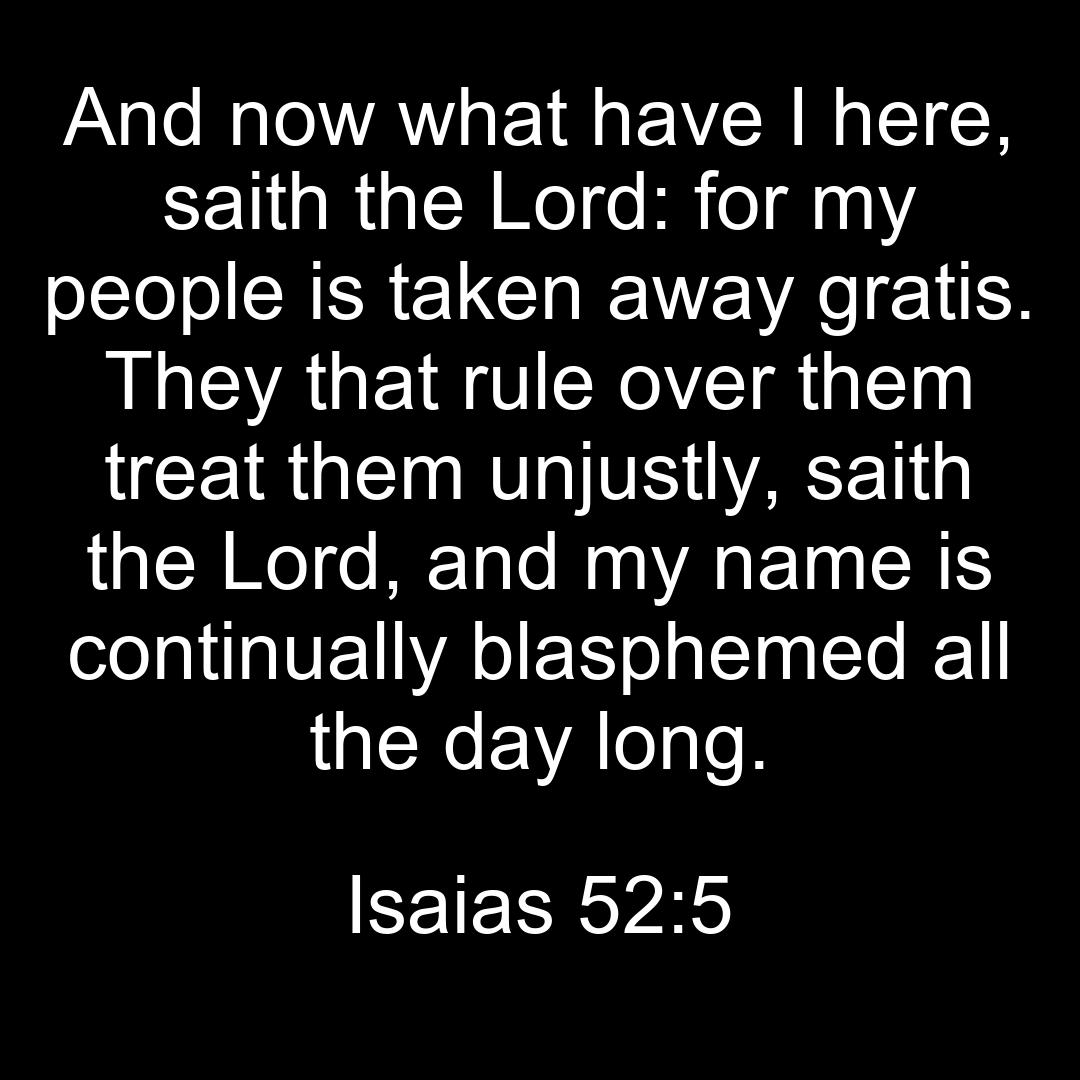 And now what have I here,
saith the Lord: for my
people is taken away gratis.
They that rule over them
treat them unjustly, saith
the Lord, and my name is
continually blasphemed all
the day long.
Isaias 52:5